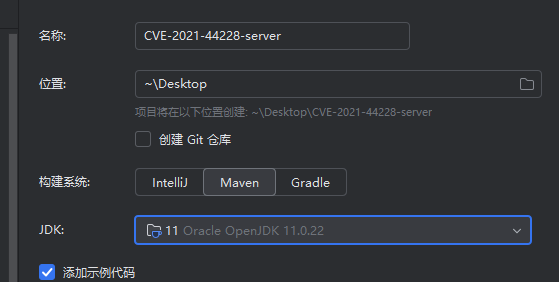 名称: CVE-2021-44228-server
位置: ~\Desktop
项目将在以下位置创建: ~\Desktop\CVE-2021-44228-server
创建 Git 仓库
构建系统: IntelliJ Maven Gradle
JDK: 11 Oracle OpenJDK 11.0.22
添加示例代码